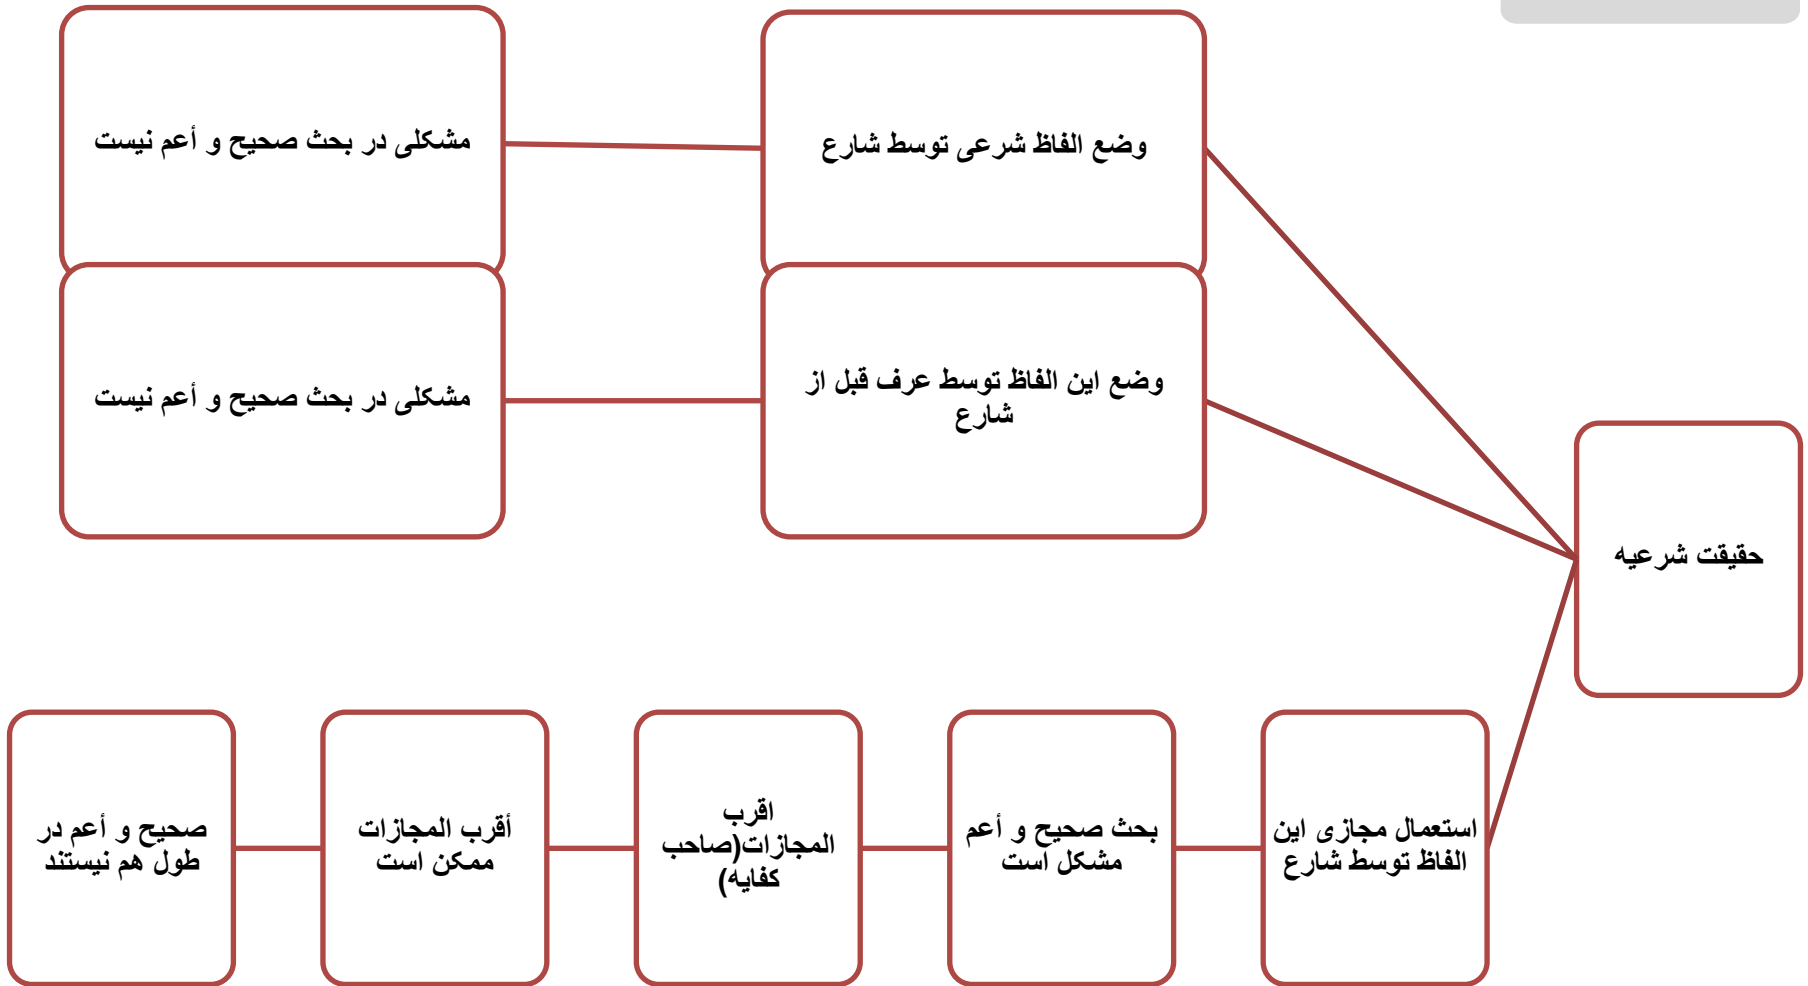 حقیقت شرعیه
وضع الفاظ شرعی توسط شارع
مشکلی در بحث صحیح و أعم نیست
وضع این الفاظ توسط عرف قبل از
شارع
مشکلی در بحث صحیح و أعم نیست
استعمال مجازی این
الفاظ توسط شارع
بحث صحیح و أعم
مشکل است
اقرب
المجازات(صاحب
کفایه)
أقرب المجازات
ممکن است
صحیح و أعم در
طول هم نیستند